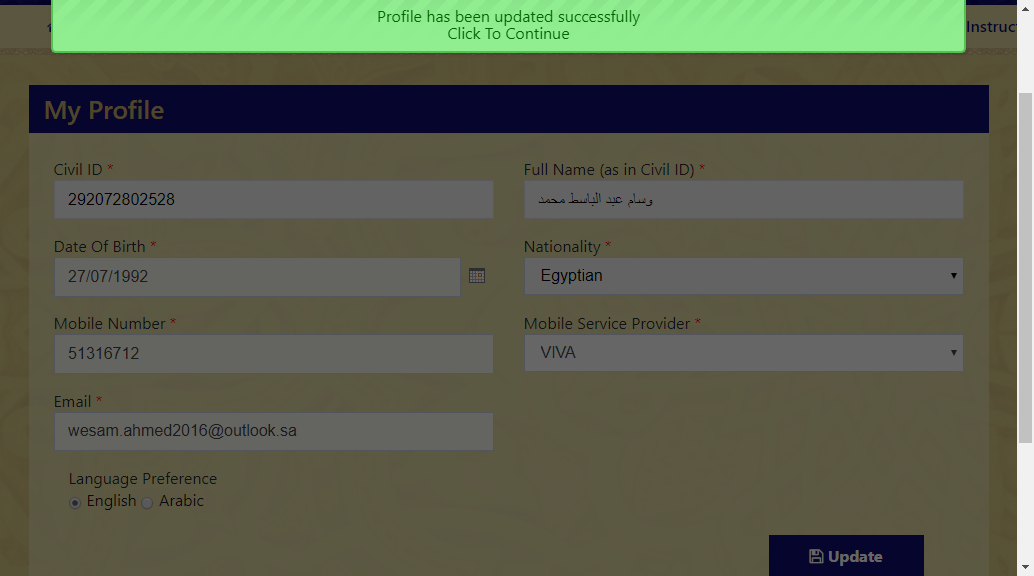 Profile has been updated successfully
Click To Continue
Instruc
My Profile
Civil ID *
Full Name (as in Civil ID) *
292072802528
وسام عبد الباسط محمد
Date Of Birth *
Nationality *
27/07/1992
Egyptian
Mobile Number *
Mobile Service Provider *
51316712
VIVA
Email *
wesam.ahmed2016@outlook.sa
Language Preference
English Arabic
Update